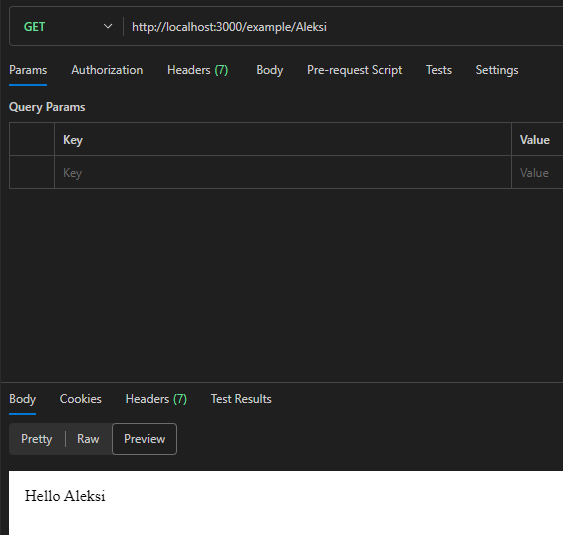 GET http://localhost:3000/example/Aleksi
Params Authorization Headers (7) Body Pre-request Script Tests Settings
Query Params
Key Value
Key Value
Body Cookies Headers (7) Test Results
Pretty Raw Preview
Hello Aleksi